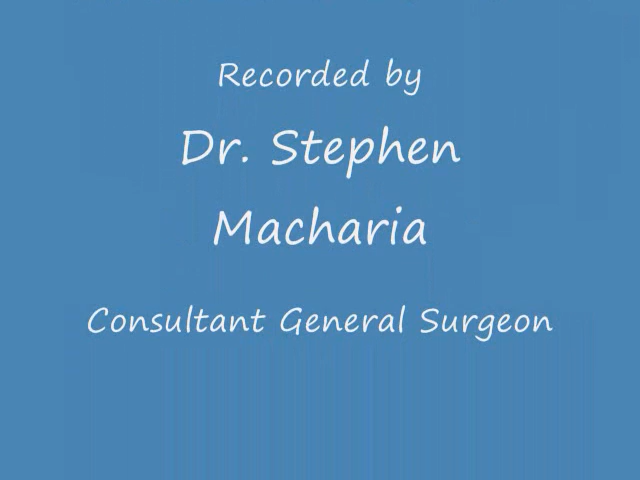 Recorded by
Dr. Stephen
Macharia
Consultant General Surgeon